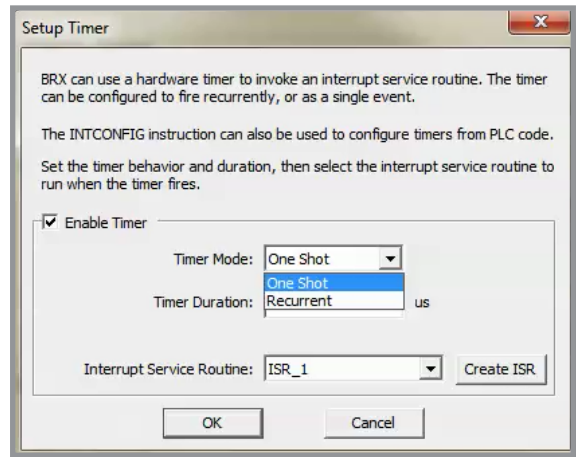 Setup Timer
BRX can use a hardware timer to invoke an interrupt service routine. The timer
can be configured to fire recurrently, or as a single event.
The INTCONFIG instruction can also be used to configure timers from PLC code.
Set the timer behavior and duration, then select the interrupt service routine to
run when the timer fires.
Enable Timer
Timer Mode: One Shot
One Shot
Timer Duration: Recurrent us
Interrupt Service Routine: ISR_1 Create ISR
OK Cancel